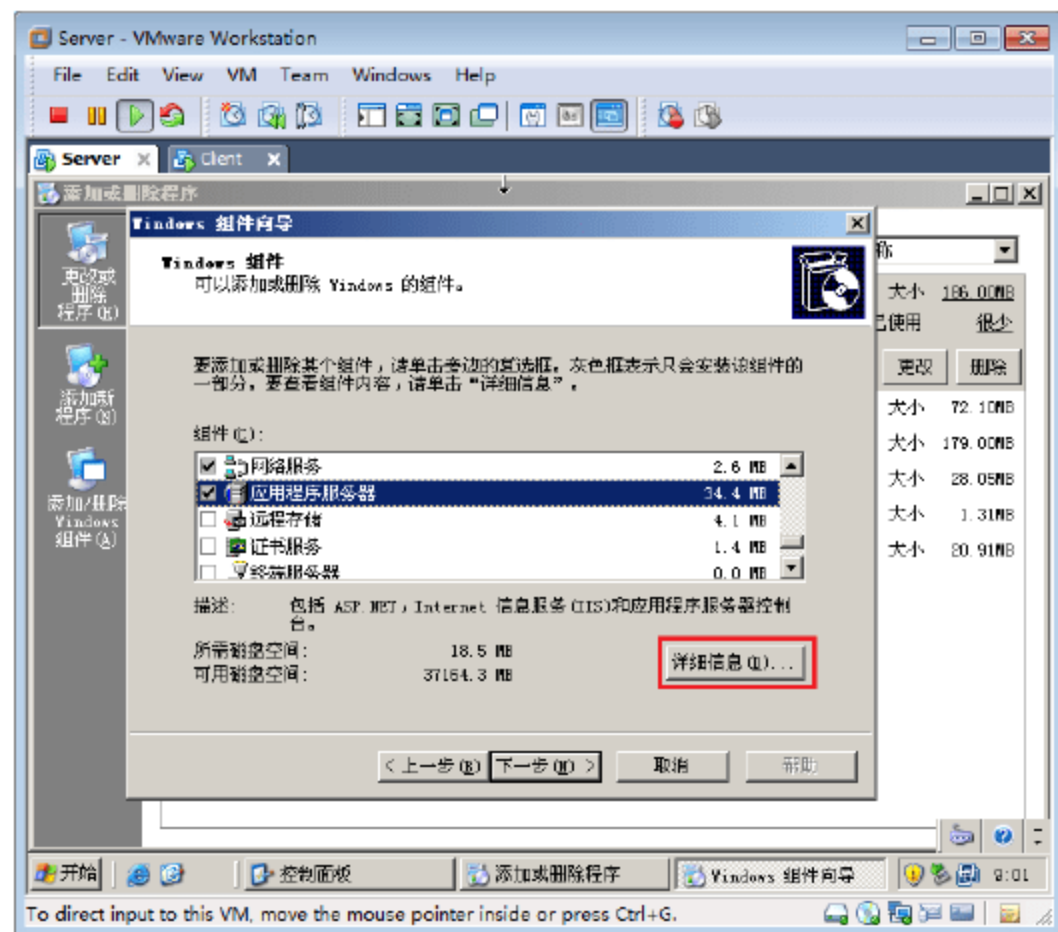 Server - VMware Workstation
File Edit View VM Team Windows Help
Server Client
添加或删除程序
Windows 组件向导
更改或
删除
程序(H)
添加新
程序(N)
添加/删除
Windows
组件(A)
Windows 组件
可以添加或删除 Windows 的组件。
要添加或删除某个组件,请单击旁边的复选框。灰色框表示只会安装该组件的
一部分。要查看组件内容,请单击“详细信息”。
组件(C):
网络服务 2.6 MB
应用程序服务器 34.4 MB
远程存储 4.1 MB
证书服务 1.4 MB
终端服务器 0.0 MB
描述: 包括 ASP.NET,Internet 信息服务(IIS)和应用程序服务器控制
台。
所需磁盘空间: 18.5 MB
可用磁盘空间: 37164.3 MB
详细信息(D)...
<上一步(B) 下一步(N) > 取消 帮助
称
大小 186.00MB
已使用 很少
更改 删除
大小 72.10MB
大小 179.00MB
大小 28.05MB
大小 1.31MB
大小 20.91MB
开始 控制面板 添加或删除程序 Windows 组件向导 9:01
To direct input to this VM, move the mouse pointer inside or press Ctrl+G.